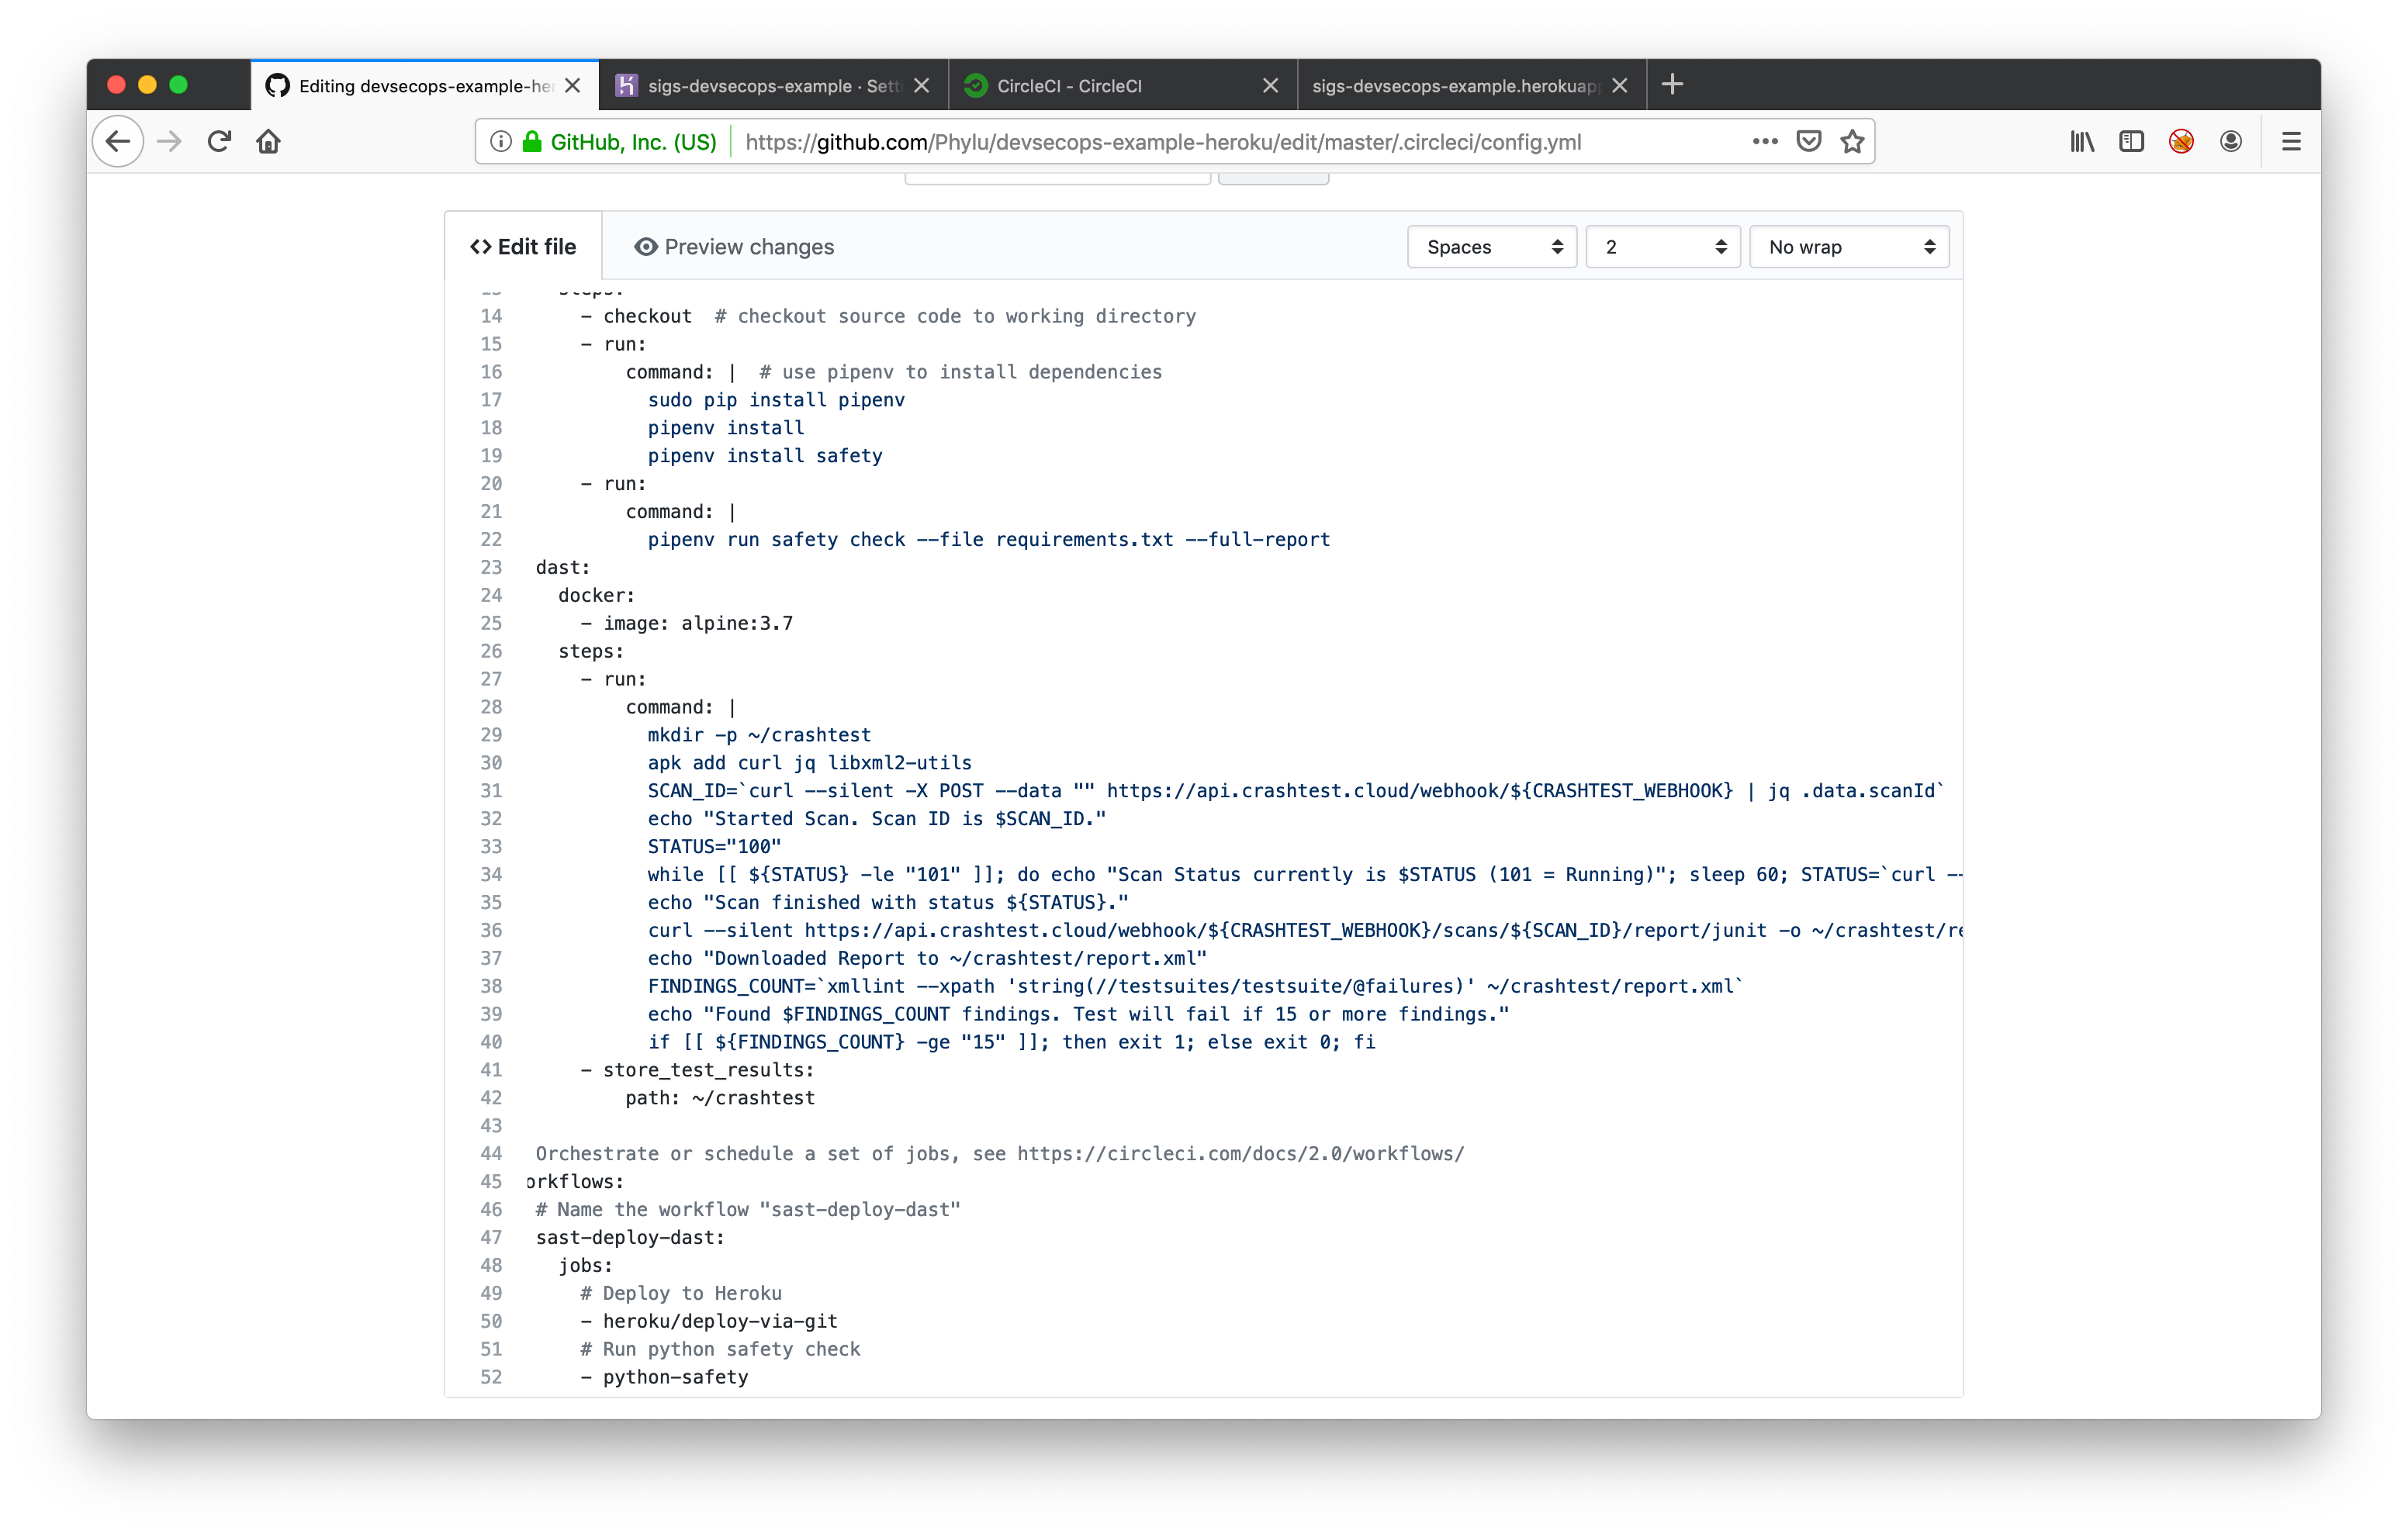 Editing devsecops-example-her
sigs-devsecops-example · Sett
CircleCI - CircleCI
sigs-devsecops-example.herokuapp
GitHub, Inc. (US)
https://github.com/Phylu/devsecops-example-heroku/edit/master/.circleci/config.yml
<> Edit file
Preview changes
Spaces
2
No wrap
13 steps:
14 - checkout # checkout source code to working directory
15 - run:
16 command: | # use pipenv to install dependencies
17 sudo pip install pipenv
18 pipenv install
19 pipenv install safety
20 - run:
21 command: |
22 pipenv run safety check --file requirements.txt --full-report
23 dast:
24 docker:
25 - image: alpine:3.7
26 steps:
27 - run:
28 command: |
29 mkdir -p ~/crashtest
30 apk add curl jq libxml2-utils
31 SCAN_ID=`curl --silent -X POST --data "" https://api.crashtest.cloud/webhook/${CRASHTEST_WEBHOOK} | jq .data.scanId`
32 echo "Started Scan. Scan ID is $SCAN_ID."
33 STATUS="100"
34 while [[ ${STATUS} -le "101" ]]; do echo "Scan Status currently is $STATUS (101 = Running)"; sleep 60; STATUS=`curl --
35 echo "Scan finished with status ${STATUS}."
36 curl --silent https://api.crashtest.cloud/webhook/${CRASHTEST_WEBHOOK}/scans/${SCAN_ID}/report/junit -o ~/crashtest/re
37 echo "Downloaded Report to ~/crashtest/report.xml"
38 FINDINGS_COUNT=`xmllint --xpath 'string(//testsuites/testsuite/@failures)' ~/crashtest/report.xml`
39 echo "Found $FINDINGS_COUNT findings. Test will fail if 15 or more findings."
40 if [[ ${FINDINGS_COUNT} -ge "15" ]]; then exit 1; else exit 0; fi
41 - store_test_results:
42 path: ~/crashtest
43
44 Orchestrate or schedule a set of jobs, see https://circleci.com/docs/2.0/workflows/
45 orkflows:
46 # Name the workflow "sast-deploy-dast"
47 sast-deploy-dast:
48 jobs:
49 # Deploy to Heroku
50 - heroku/deploy-via-git
51 # Run python safety check
52 - python-safety